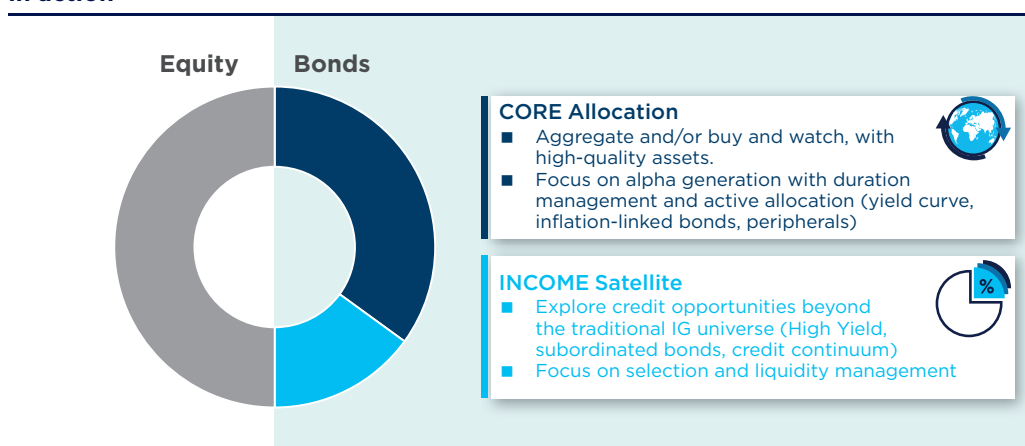 in action
Equity
Bonds
CORE Allocation
■ Aggregate and/or buy and watch, with
high-quality assets.
■ Focus on alpha generation with duration
management and active allocation (yield curve,
inflation-linked bonds, peripherals)
INCOME Satellite
■ Explore credit opportunities beyond
the traditional IG universe (High Yield,
subordinated bonds, credit continuum)
■ Focus on selection and liquidity management
%